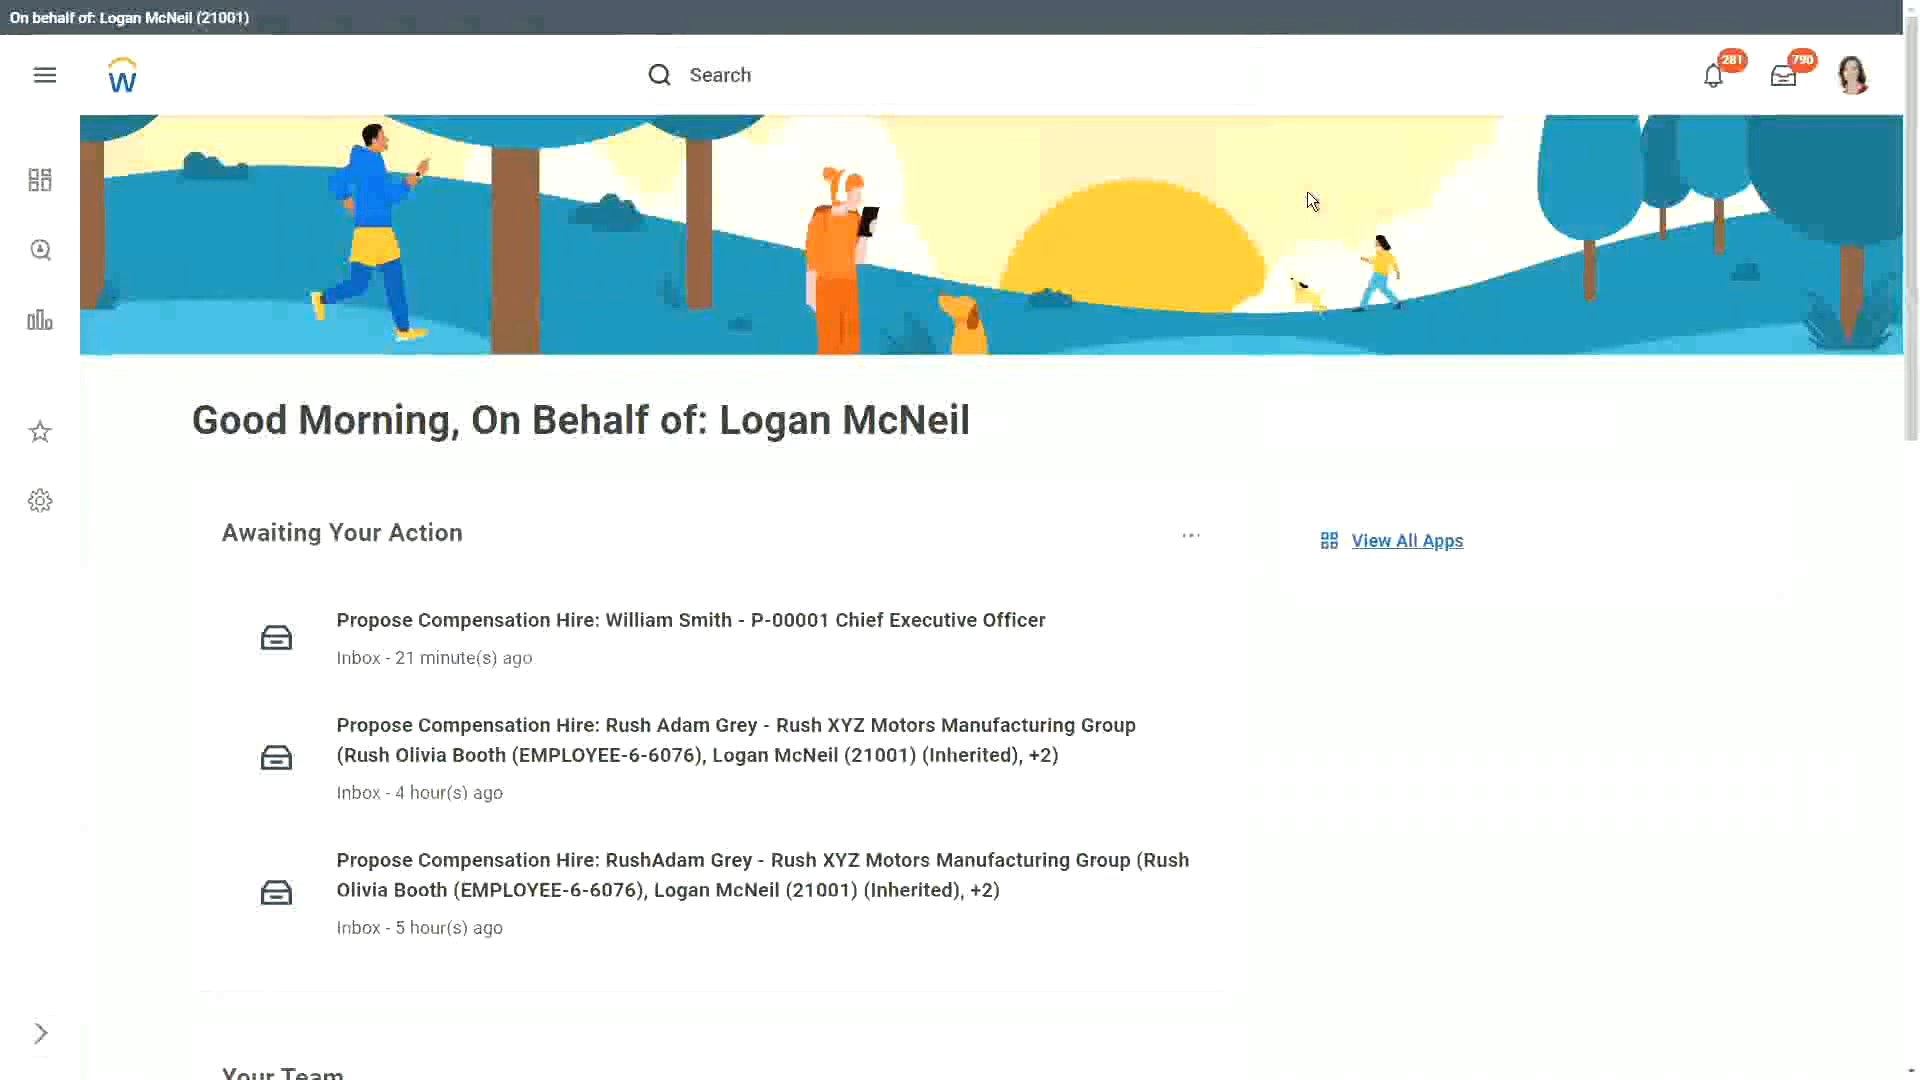 On behalf of: Logan McNeil (21001)
W
Search
281
790
Good Morning, On Behalf of: Logan McNeil
Awaiting Your Action
View All Apps
Propose Compensation Hire: William Smith - P-00001 Chief Executive Officer
Inbox - 21 minute(s) ago
Propose Compensation Hire: Rush Adam Grey - Rush XYZ Motors Manufacturing Group
(Rush Olivia Booth (EMPLOYEE-6-6076), Logan McNeil (21001) (Inherited), +2)
Inbox - 4 hour(s) ago
Propose Compensation Hire: RushAdam Grey - Rush XYZ Motors Manufacturing Group (Rush
Olivia Booth (EMPLOYEE-6-6076), Logan McNeil (21001) (Inherited), +2)
Inbox - 5 hour(s) ago
Your Team